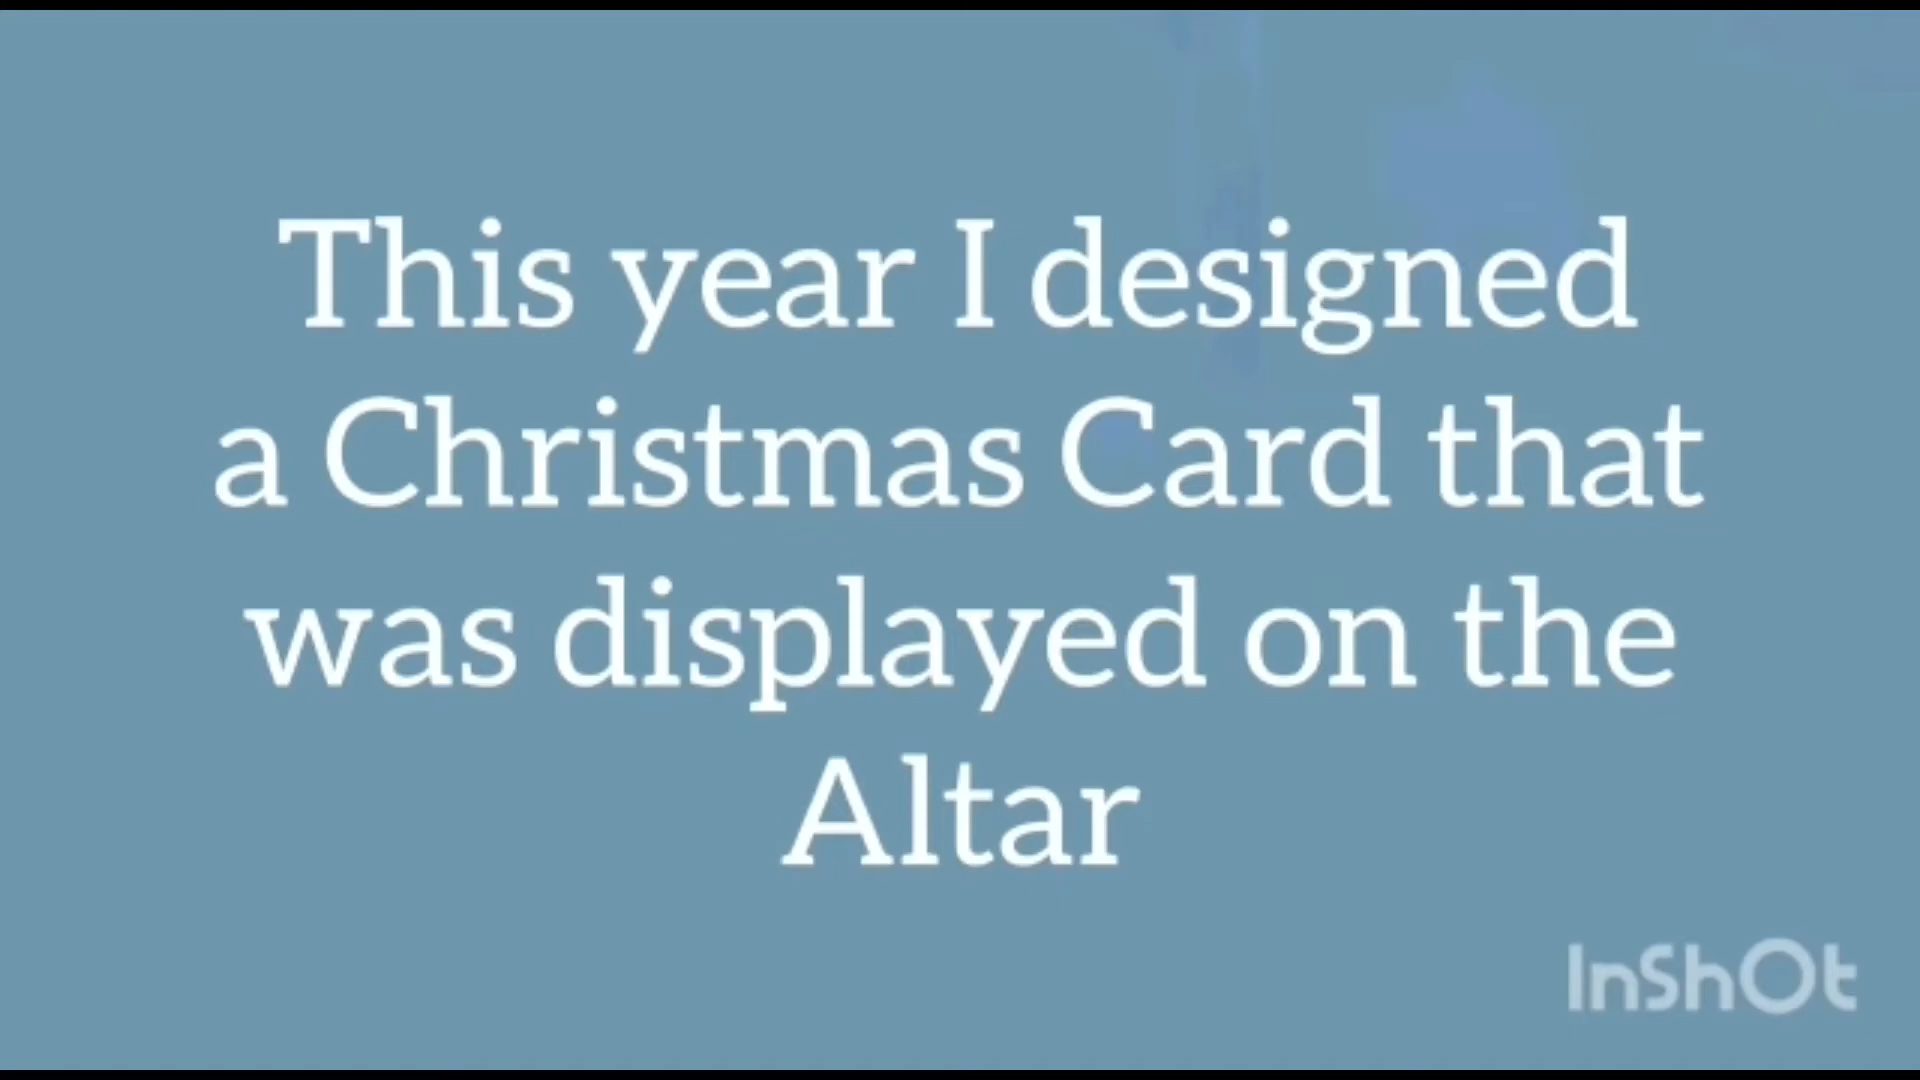 This year I designed
a Christmas Card that
was displayed on the
Altar
InShOt